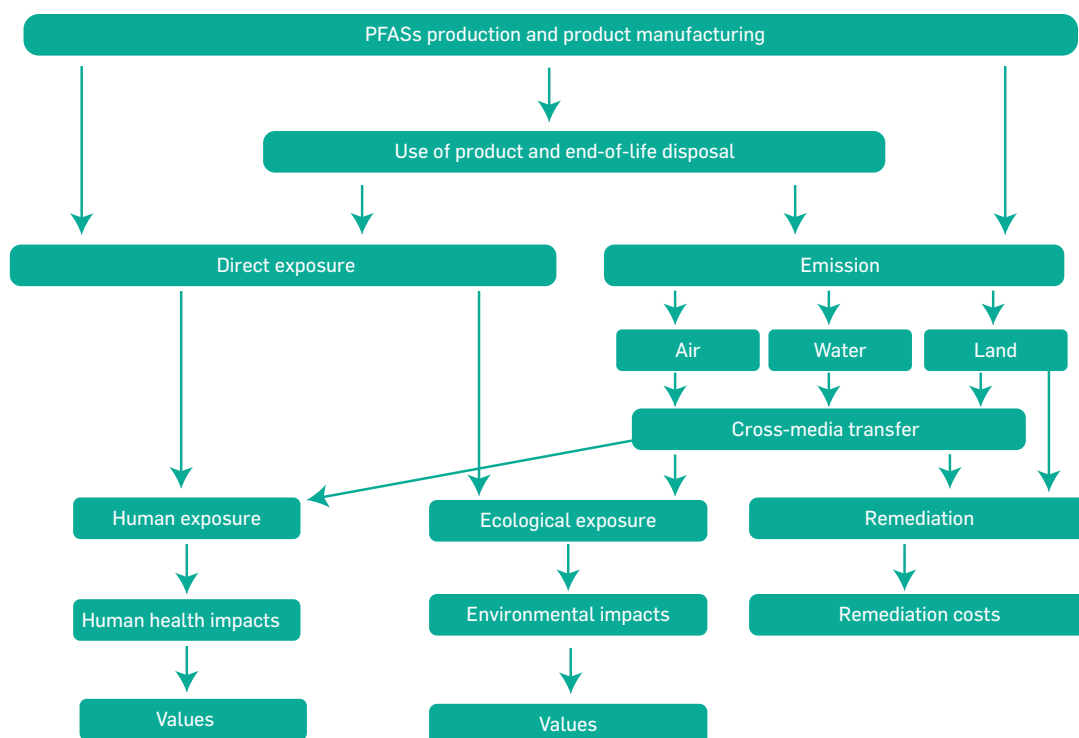 PFASs production and product manufacturing
Use of product and end-of-life disposal
Direct exposure
Emission
Air
Water
Land
Cross-media transfer
Human exposure
Ecological exposure
Remediation
Human health impacts
Environmental impacts
Remediation costs
Values
Values